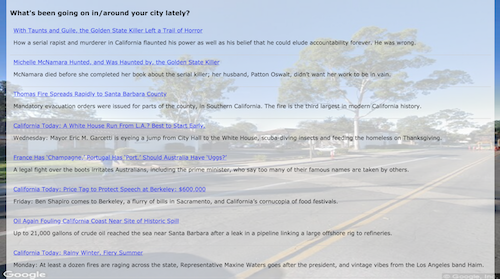 What's been going on in/around your city lately?
With Taunts and Guile, the Golden State Killer Left a Trail of Horror
How a serial rapist and murderer in California flaunted his power as well as his belief that he could elude accountability forever. He was wrong.
Michelle McNamara Hunted, and Was Haunted by, the Golden State Killer
McNamara died before she completed her book about the serial killer; her husband, Patton Oswalt, didn't want her work to be in vain.
Thomas Fire Spreads Rapidly to Santa Barbara County
Mandatory evacuation orders were issued for parts of the county, in Southern California. The fire is the third largest in modern California history.
California Today: A White House Run From L.A.? Best to Start Early.
Wednesday: Mayor Eric M. Garcetti is eyeing a jump from City Hall to the White House, scuba-diving insects and feeding the homeless on Thanksgiving.
France Has 'Champagne.' Portugal Has 'Port.' Should Australia Have 'Uggs?'
A legal fight over the boots irritates Australians, including the prime minister, who say too many of their famous names are taken by others.
California Today: Price Tag to Protect Speech at Berkeley: $600,000
Friday: Ben Shapiro comes to Berkeley, a flurry of bills in Sacramento, and California's cornucopia of food festivals.
Oil Again Fouling California Coast Near Site of Historic Spill
Up to 21,000 gallons of crude oil reached the sea near Santa Barbara after a leak in a pipeline linking a large offshore rig to refineries.
California Today: Rainy Winter, Fiery Summer
Monday: At least a dozen fires are raging across the state, Representative Maxine Waters goes after the president, and vintage vibes from the Los Angeles band Haim.
Google